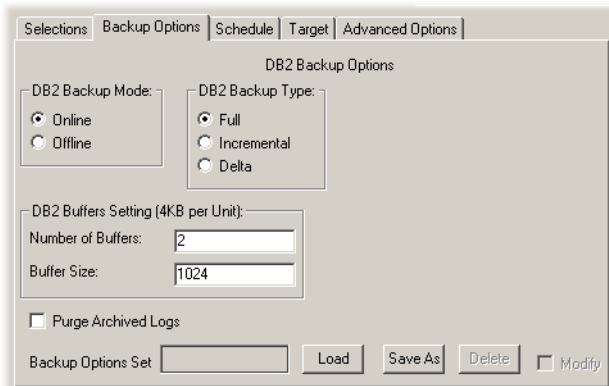 Selections Backup Options Schedule Target Advanced Options
DB2 Backup Options
DB2 Backup Mode: DB2 Backup Type:
Online Full
Offline Incremental
Delta
DB2 Buffers Setting (4KB per Unit):
Number of Buffers: 2
Buffer Size: 1024
Purge Archived Logs
Backup Options Set Load Save As Delete Modify